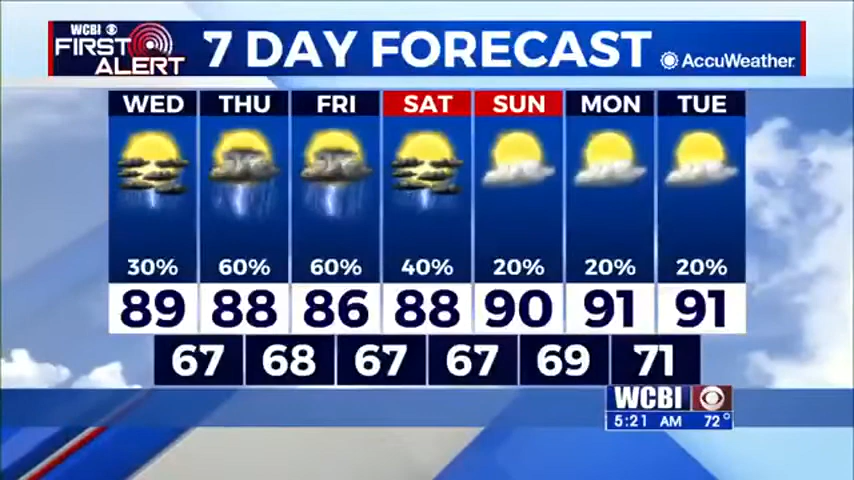 WCBI
FIRST
ALERT
7 DAY FORECAST
AccuWeather
WED THU FRI SAT SUN MON TUE
30% 60% 60% 40% 20% 20% 20%
89 88 86 88 90 91 91
67 68 67 67 69 71
WCBI
5:21 AM 72°